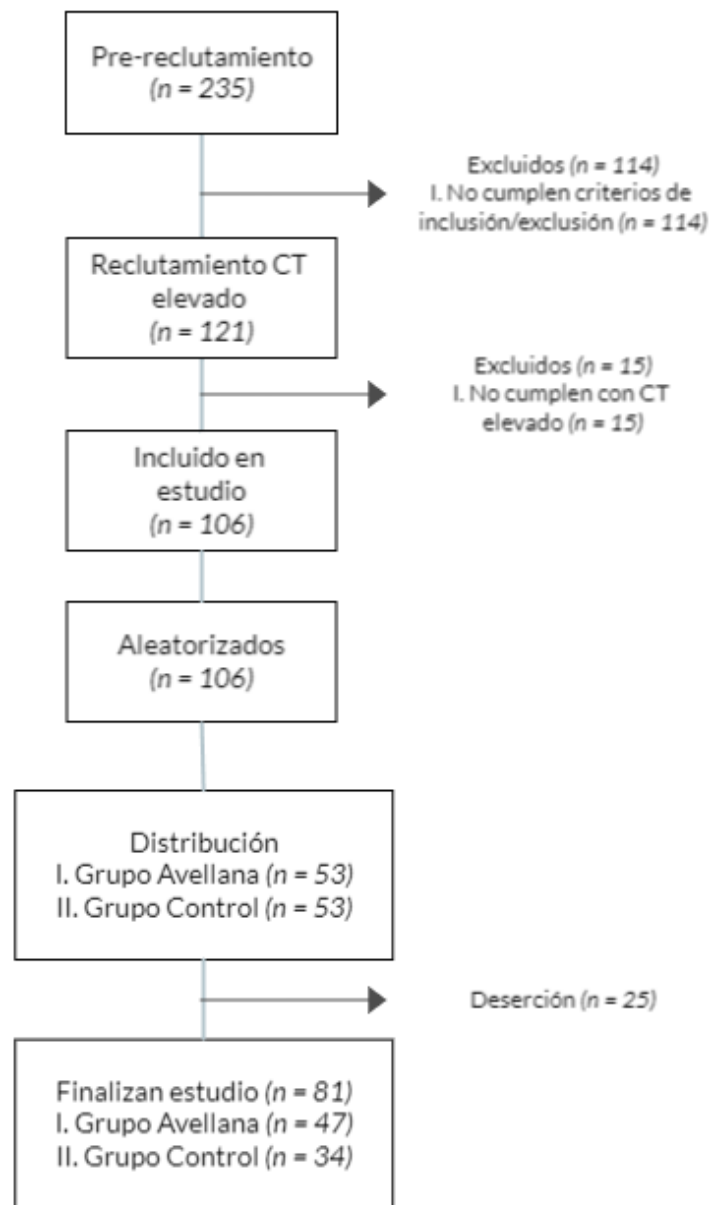 Pre-reclutamiento
(n = 235)
Excluidos (n = 114)
I. No cumplen criterios de
inclusión/exclusión (n = 114)
Reclutamiento CT
elevado
(n = 121)
Excluidos (n = 15)
I. No cumplen con CT
elevado (n = 15)
Incluido en
estudio
(n = 106)
Aleatorizados
(n = 106)
Distribución
I. Grupo Avellana (n = 53)
II. Grupo Control (n = 53)
Deserción (n = 25)
Finalizan estudio (n = 81)
I. Grupo Avellana (n = 47)
II. Grupo Control (n = 34)